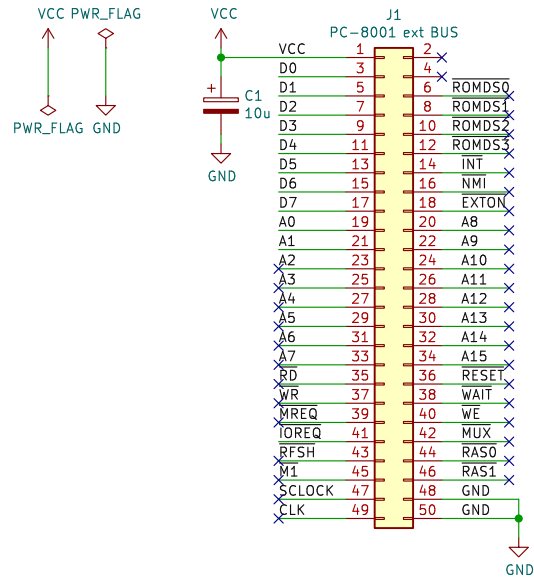 VCC PWR_FLAG
PWR_FLAG GND
VCC
C1
10u
GND
J1
PC-8001 ext BUS
VCC 1 2
D0 3 4
D1 5 6 ROMDS0
D2 7 8 ROMDS1
D3 9 10 ROMDS2
D4 11 12 ROMDS3
D5 13 14 INT
D6 15 16 NMI
D7 17 18 EXTON
A0 19 20 A8
A1 21 22 A9
A2 23 24 A10
A3 25 26 A11
A4 27 28 A12
A5 29 30 A13
A6 31 32 A14
A7 33 34 A15
RD 35 36 RESET
WR 37 38 WAIT
MREQ 39 40 WE
IOREQ 41 42 MUX
RFSH 43 44 RAS0
M1 45 46 RAS1
SCLOCK 47 48 GND
CLK 49 50 GND
GND